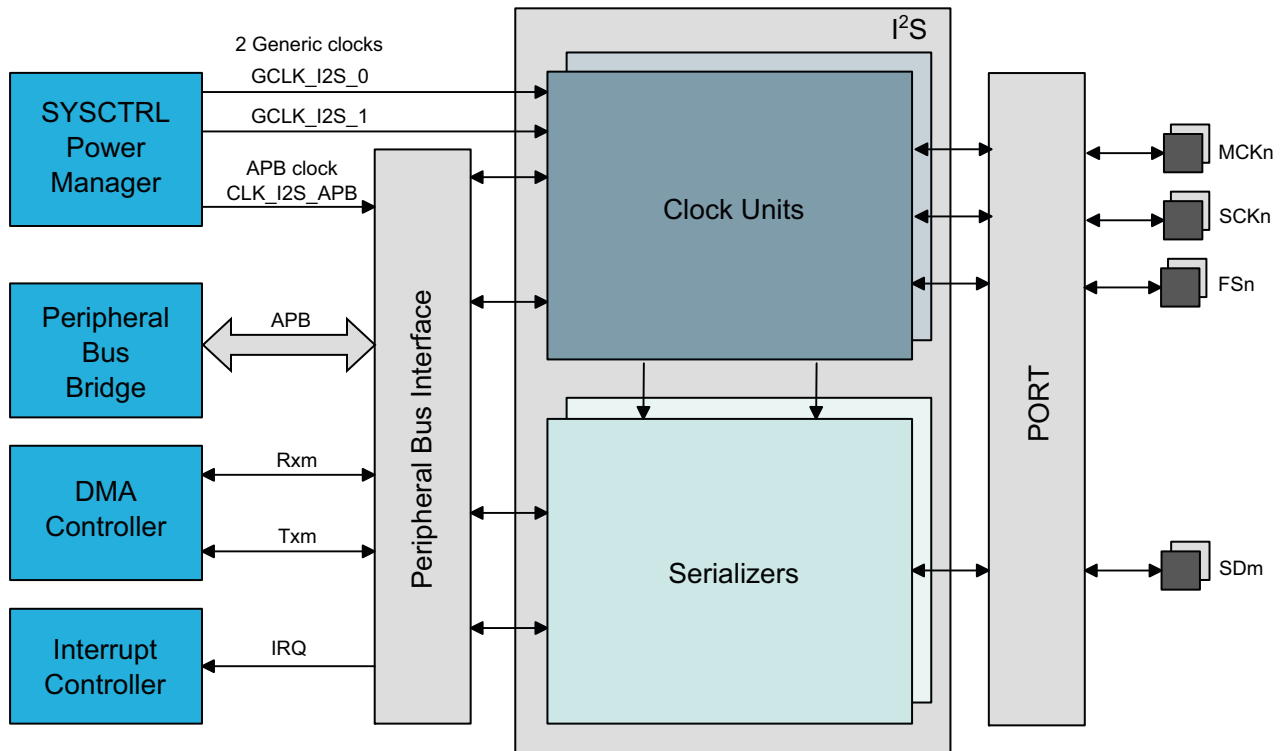 I²S
2 Generic clocks
GCLK_I2S_0
GCLK_I2S_1
SYSCTRL
Power
Manager
APB clock
CLK_I2S_APB
Clock Units
MCKn
SCKn
FSn
Peripheral
Bus
Bridge
APB
Peripheral Bus Interface
PORT
DMA
Controller
Rxm
Txm
Serializers
SDm
Interrupt
Controller
IRQ